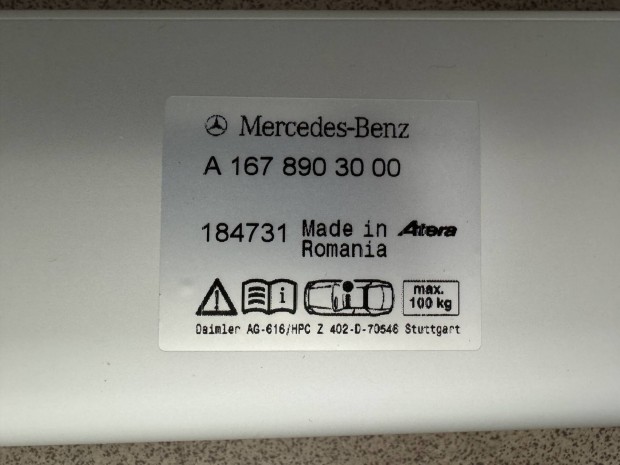 Mercedes-Benz
A 167 890 30 00
184731 Made in Atera
Romania
max.
100 kg
Daimler AG-616/HPC Z 402-D-70546 Stuttgart